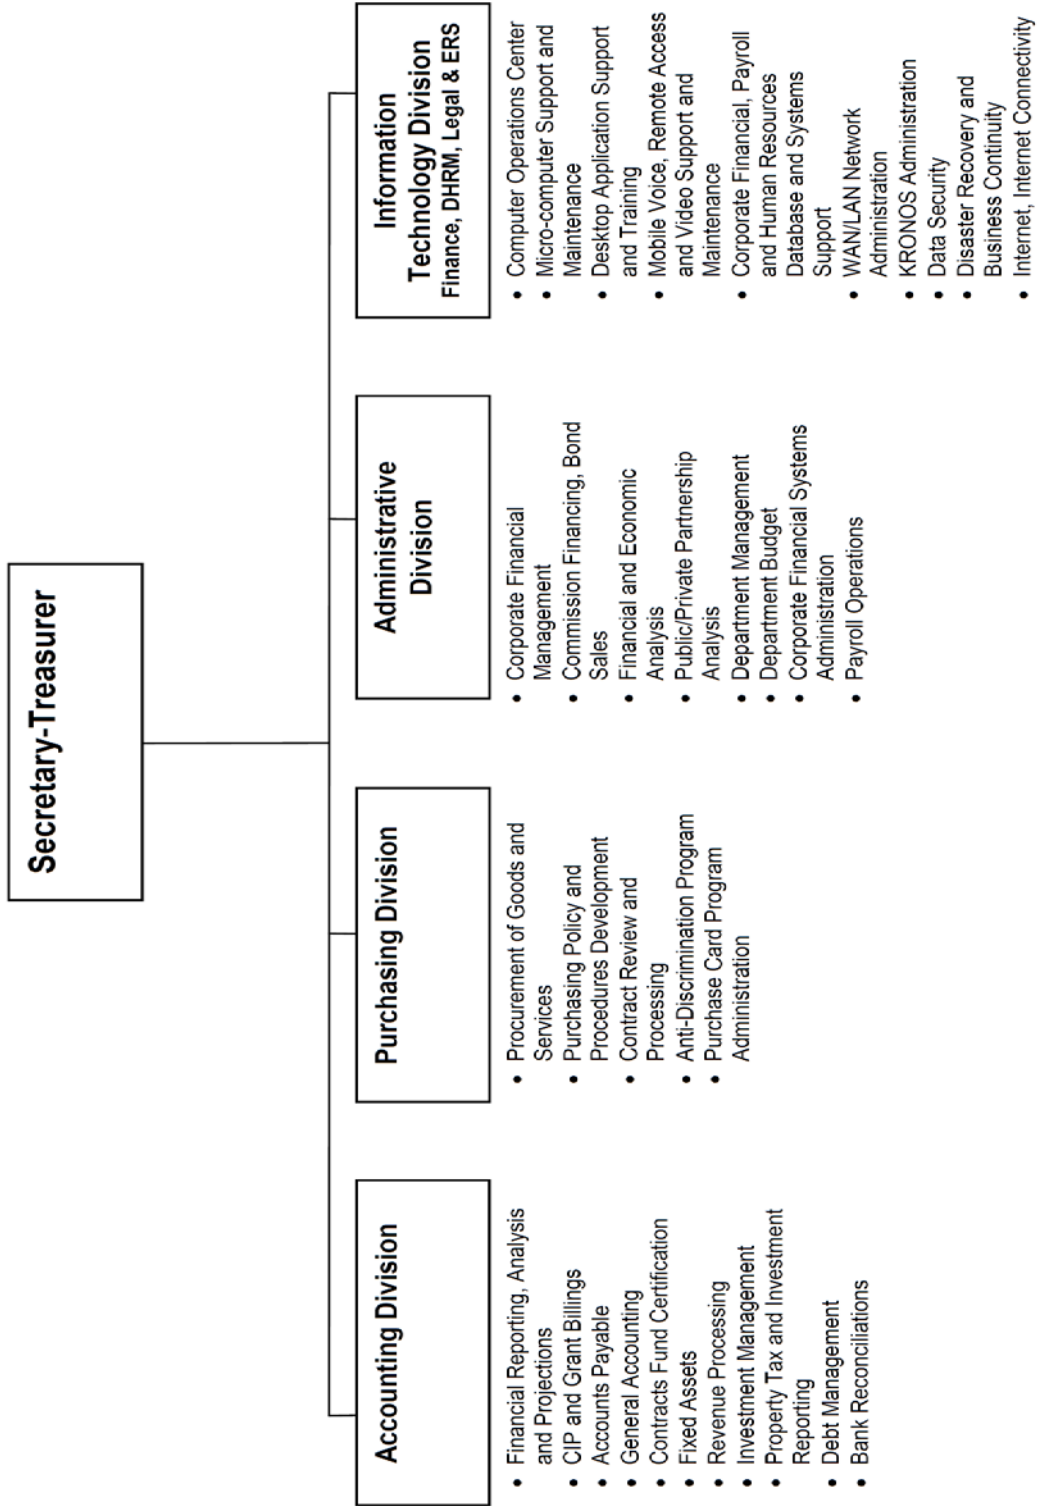 Secretary-Treasurer
Accounting Division
• Financial Reporting, Analysis
and Projections
• CIP and Grant Billings
• Accounts Payable
• General Accounting
• Contracts Fund Certification
• Fixed Assets
• Revenue Processing
• Investment Management
• Property Tax and Investment
Reporting
• Debt Management
• Bank Reconciliations
Purchasing Division
• Procurement of Goods and
Services
• Purchasing Policy and
Procedures Development
• Contract Review and
Processing
• Anti-Discrimination Program
• Purchase Card Program
Administration
Administrative
Division
• Corporate Financial
Management
• Commission Financing, Bond
Sales
• Financial and Economic
Analysis
• Public/Private Partnership
Analysis
• Department Management
• Department Budget
• Corporate Financial Systems
Administration
• Payroll Operations
Information
Technology Division
Finance, DHRM, Legal & ERS
• Computer Operations Center
• Micro-computer Support and
Maintenance
• Desktop Application Support
and Training
• Mobile Voice, Remote Access
and Video Support and
Maintenance
• Corporate Financial, Payroll
and Human Resources
Database and Systems
Support
• WAN/LAN Network
Administration
• KRONOS Administration
• Data Security
• Disaster Recovery and
Business Continuity
• Internet, Internet Connectivity